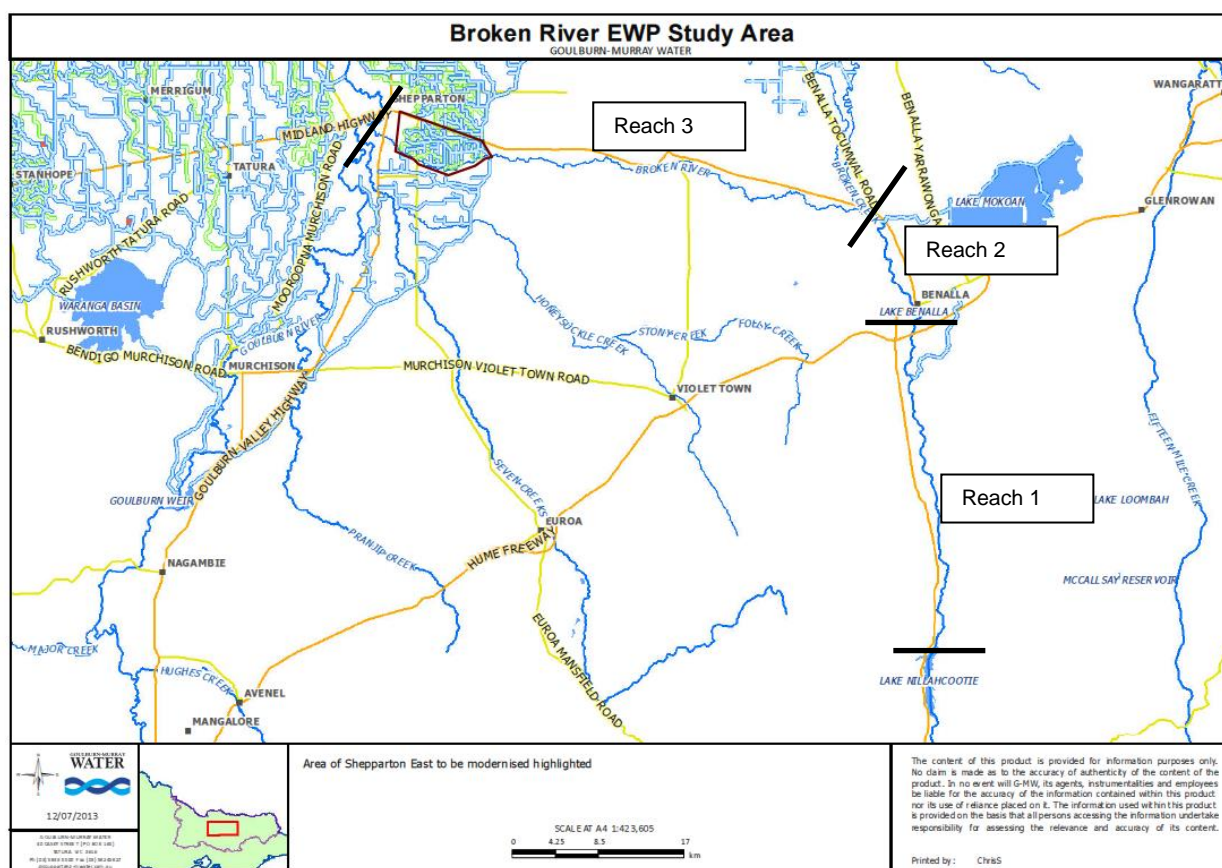 Broken River EWP Study Area
GOULBURN-MURRAY WATER
MERRIGUM
SHEPPARTON
MIDLAND HIGHW
Reach 3
BENALLA TOCUMWAL ROAD
BENALLA-YARRAWONGA
WANGARATT
STANHOPE
TATURA
MOOROOPNA MURCHISON ROAD
BROKEN RIVER
BROKEN CREEK
LAKE MOKOAN
GLENROWAN
RUSHWORTH TATURA ROAD
Reach 2
WARANGA BASIN
BENALLA
LAKE BENALLA
RUSHWORTH
GOULBURN RIVER
HONEYSUCKLE CREEK
STONY CREEK
FOLLY CREEK
BENDIGO MURCHISON ROAD
MURCHISON
MURCHISON VIOLET TOWN ROAD
VIOLET TOWN
GOULBURN VALLEY HIGHWAY
FIFTEEN MILE CREEK
SEVEN CREEKS
Reach 1
LAKE LOOMBAH
GOULBURN WEIR
EUROA
PRANJIP CREEK
HUME FREEWAY
NAGAMBIE
MCCALL SAY RESERVOIR
EUROA MANSFIELD ROAD
MAJOR CREEK
HUGHES CREEK
LAKE NILLAHCOOTIE
AVENEL
MANGALORE
GOULBURN-MURRAY
WATER
12/07/2013
Area of Shepparton East to be modernised highlighted
SCALE AT A4 1:423,605
0 4.25 8.5 17
km
The content of this product is provided for information purposes only.
No claim is made as to the accuracy of authenticity of the content of the
product. In no event will G-MW, its agents, instrumentalities and employees
be liable for the accuracy of the information contained within this product
nor its use of reliance placed on it. The information used within this product
is provided on the basis that all persons accessing the information undertake
responsibility for assessing the relevance and accuracy of its content.
Printed by: ChrisS